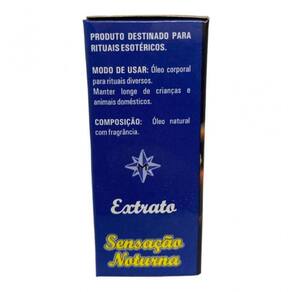 PRODUTO DESTINADO PARA
RITUAIS ESOTÉRICOS.
MODO DE USAR: Óleo corporal
para rituais diversos.
Manter longe de crianças e
animais domésticos.
COMPOSIÇÃO: Óleo natural
com fragrância.
Extrato
Sensação
Noturna